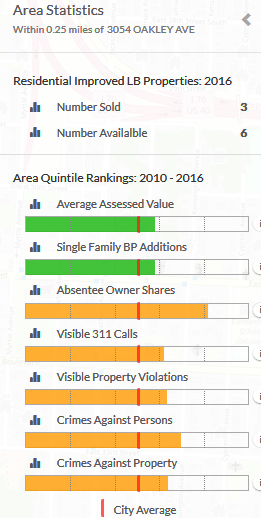 Area Statistics
Within 0.25 miles of 3054 OAKLEY AVE
Residential Improved LB Properties: 2016
Number Sold 3
Number Available 6
Area Quintile Rankings: 2010 - 2016
Average Assessed Value
Single Family BP Additions
Absentee Owner Shares
Visible 311 Calls
Visible Property Violations
Crimes Against Persons
Crimes Against Property
City Average